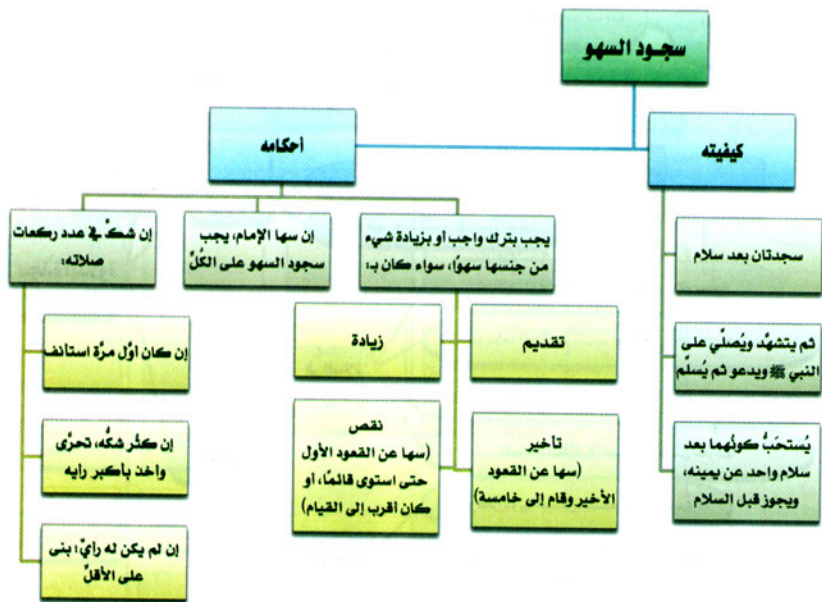 سجود السهو
كيفيته
سجدتان بعد سلام
ثم يتشهَّد ويُصلِّي على
النبي ﷺ ويدعو ثم يُسلِّم
يُستحَبُّ كونُهما بعد
سلام واحد عن يمينه،
ويجوز قبل السلام
أحكامه
يجب بترك واجب أو بزيادة شيء
من جنسها سهوًا، سواء كان بـ:
تقديم
زيادة
تأخير
(سها عن القعود
الأخير وقام إلى خامسة)
نقص
(سها عن القعود الأول
حتى استوى قائمًا، أو
كان أقرب إلى القيام)
إن سها الإمام، يجب
سجود السهو على الكُلِّ
إن شكَّ في عدد ركعات
صلاته:
إن كان أوَّل مرَّة استأنف
إن كثُر شكُّه، تحرَّى
وأخذ بأكبر رأيه
إن لم يكن له رأيٌ؛ بنى
على الأقلِّ